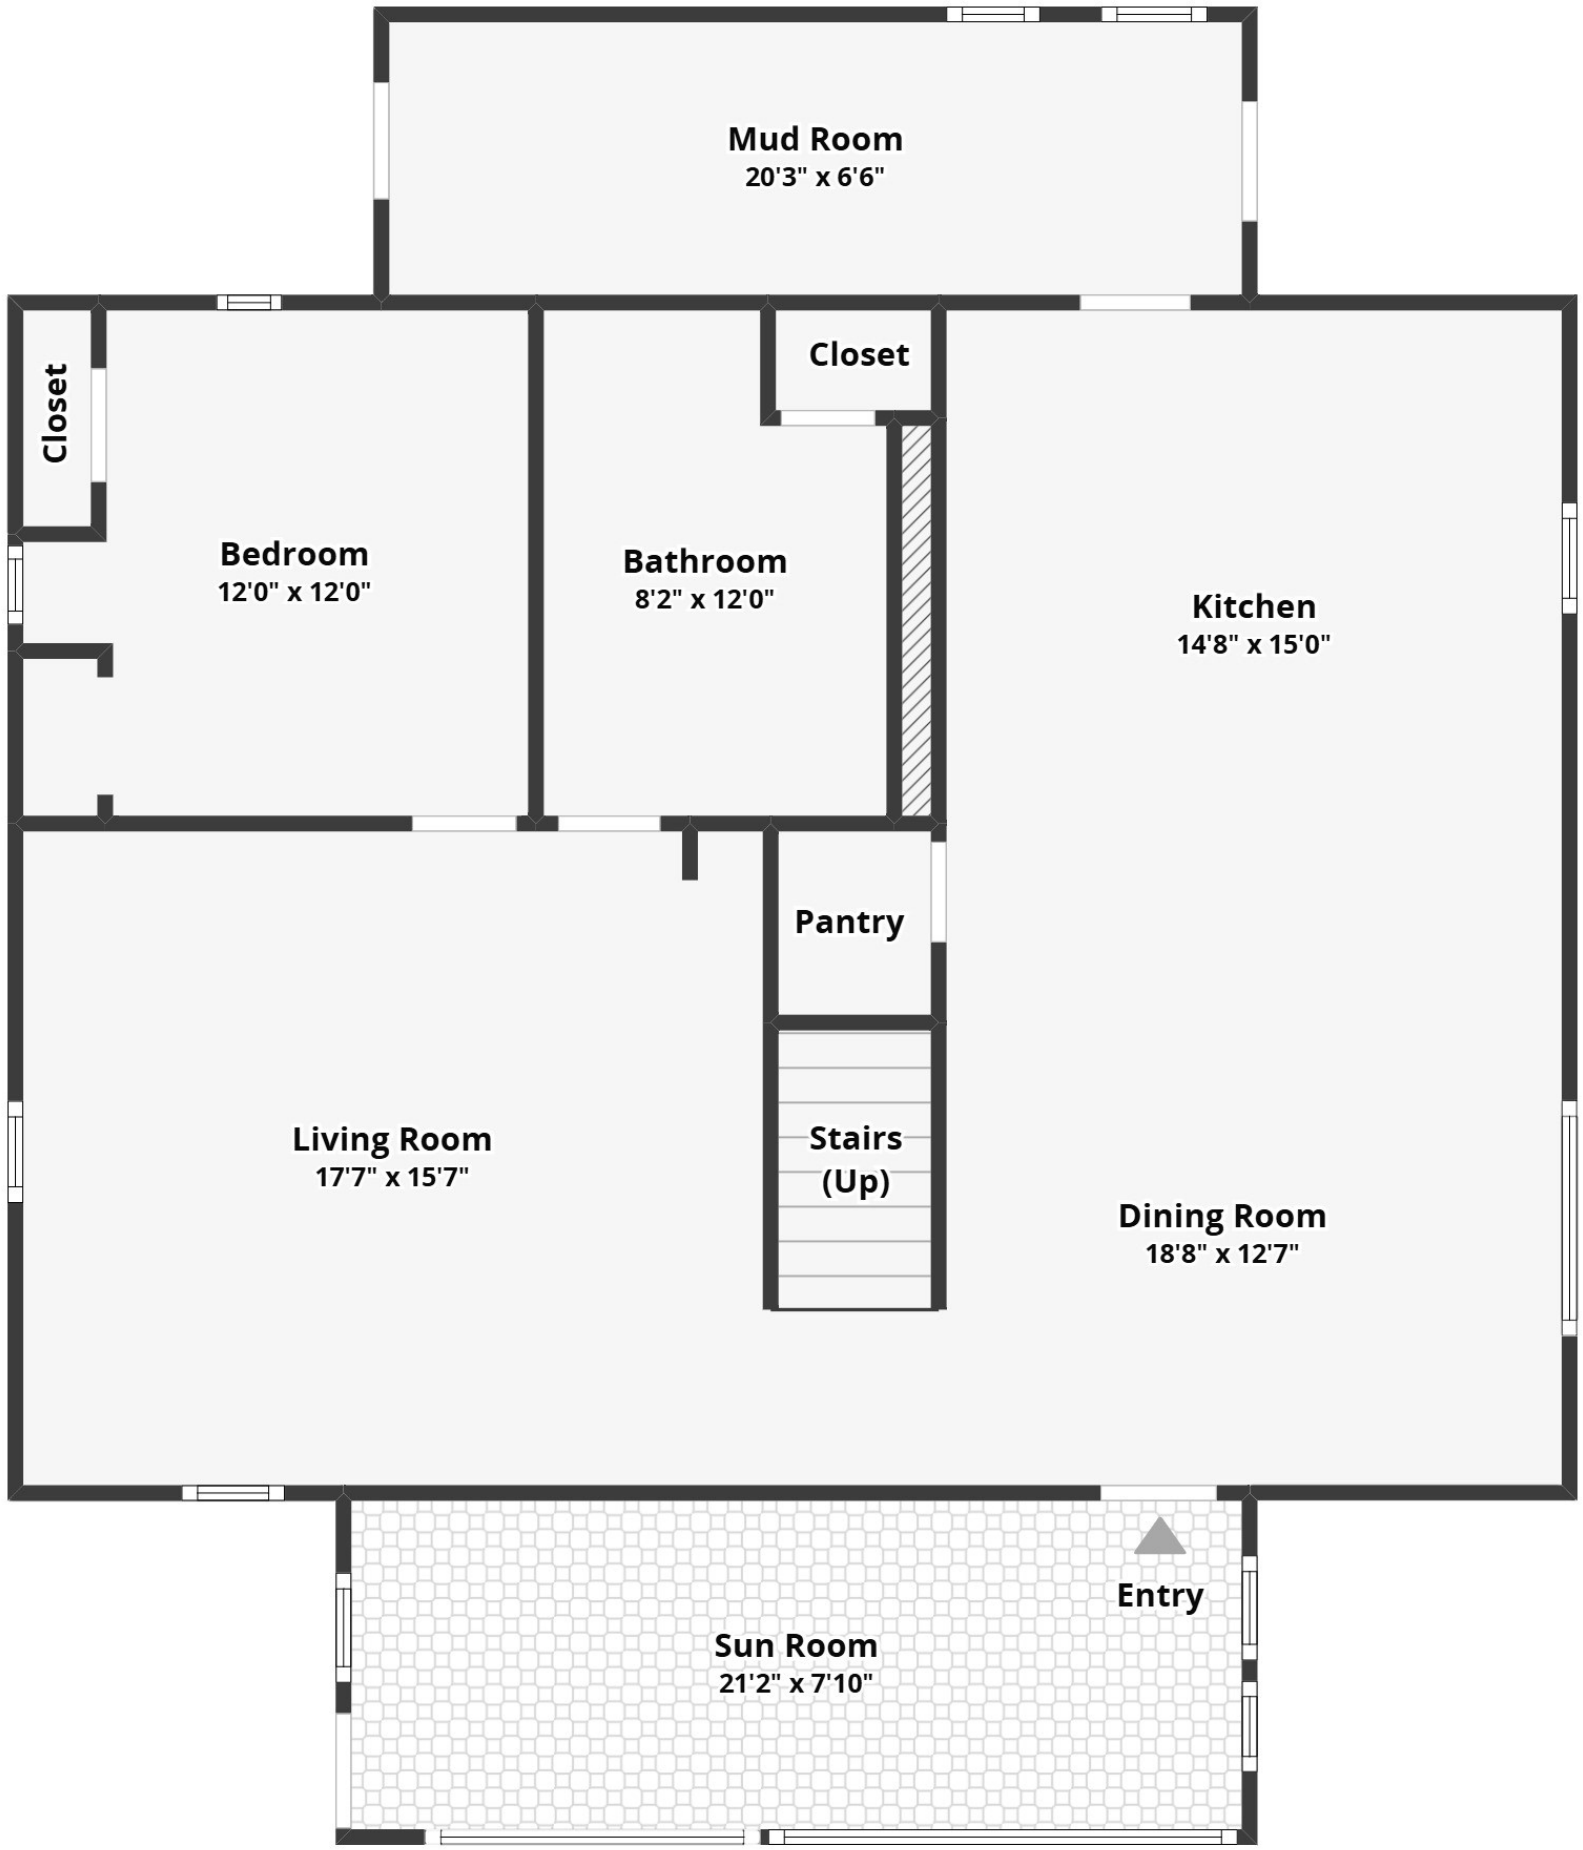 Mud Room
20'3" x 6'6"
Closet
Closet
Bedroom
12'0" x 12'0"
Bathroom
8'2" x 12'0"
Kitchen
14'8" x 15'0"
Pantry
Living Room
17'7" x 15'7"
Stairs
(Up)
Dining Room
18'8" x 12'7"
Entry
Sun Room
21'2" x 7'10"